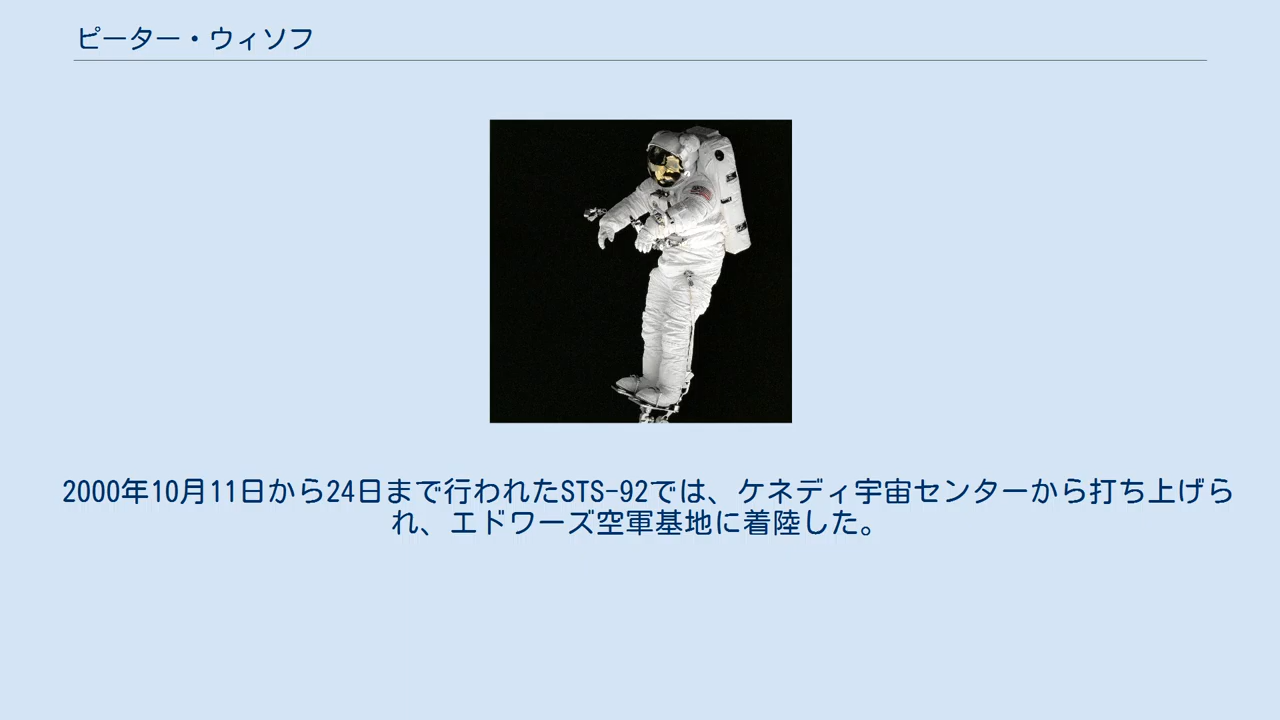 ピーター・ウィソフ
2000年10月11日から24日まで行われたSTS-92では、ケネディ宇宙センターから打ち上げら
れ、エドワーズ空軍基地に着陸した。